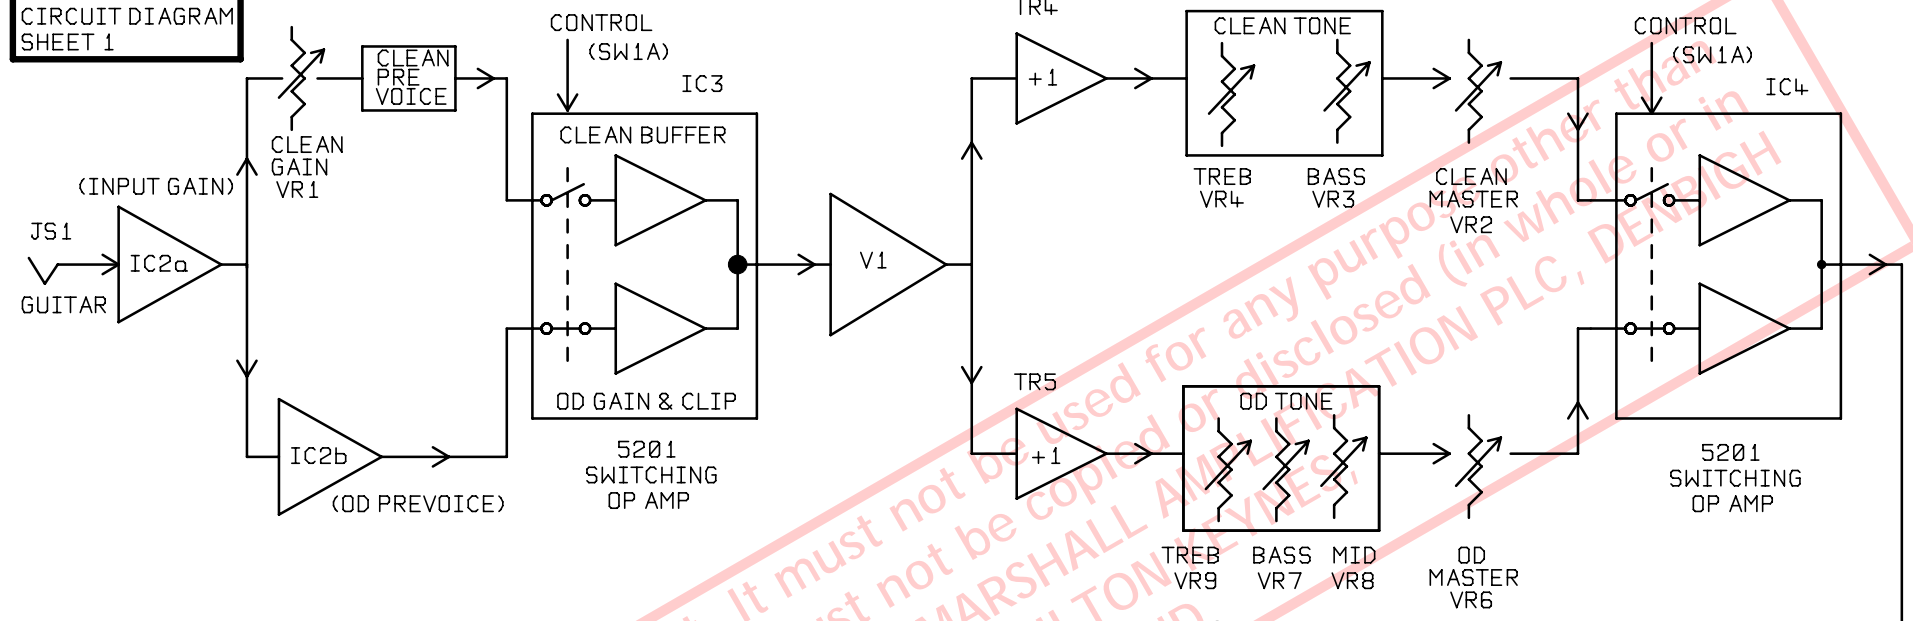 CIRCUIT DIAGRAM
SHEET 1
CONTROL
(SW1A)
IC3
CLEAN
PRE
VOICE
CLEAN
GAIN
VR1
(INPUT GAIN)
JS1
GUITAR
IC2a
IC2b
(OD PREVOICE)
CLEAN BUFFER
OD GAIN & CLIP
5201
SWITCHING
OP AMP
V1
TR4
+1
CLEAN TONE
TREB
VR4
BASS
VR3
CLEAN
MASTER
VR2
TR5
+1
OD TONE
TREB
VR9
BASS
VR7
MID
VR8
OD
MASTER
VR6
CONTROL
(SW1A)
IC4
5201
SWITCHING
OP AMP
It must not be used for any purpose other than
not be copied or disclosed (in whole or in
MARSHALL AMPLIFICATION PLC, DENBIGH
TON KEYNES,